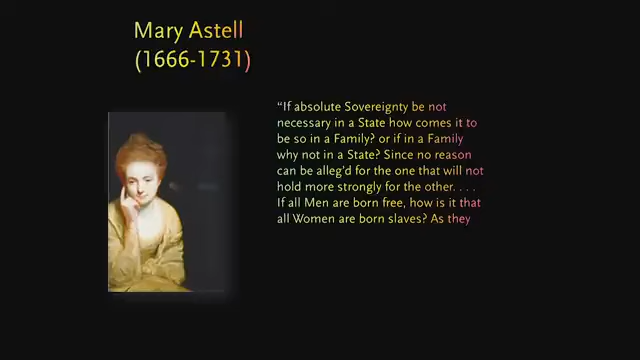 Mary Astell
(1666-1731)
“If absolute Sovereignty be not
necessary in a State how comes it to
be so in a Family? or if in a Family
why not in a State? Since no reason
can be alleg’d for the one that will not
hold more strongly for the other. . . .
If all Men are born free, how is it that
all Women are born slaves? As they